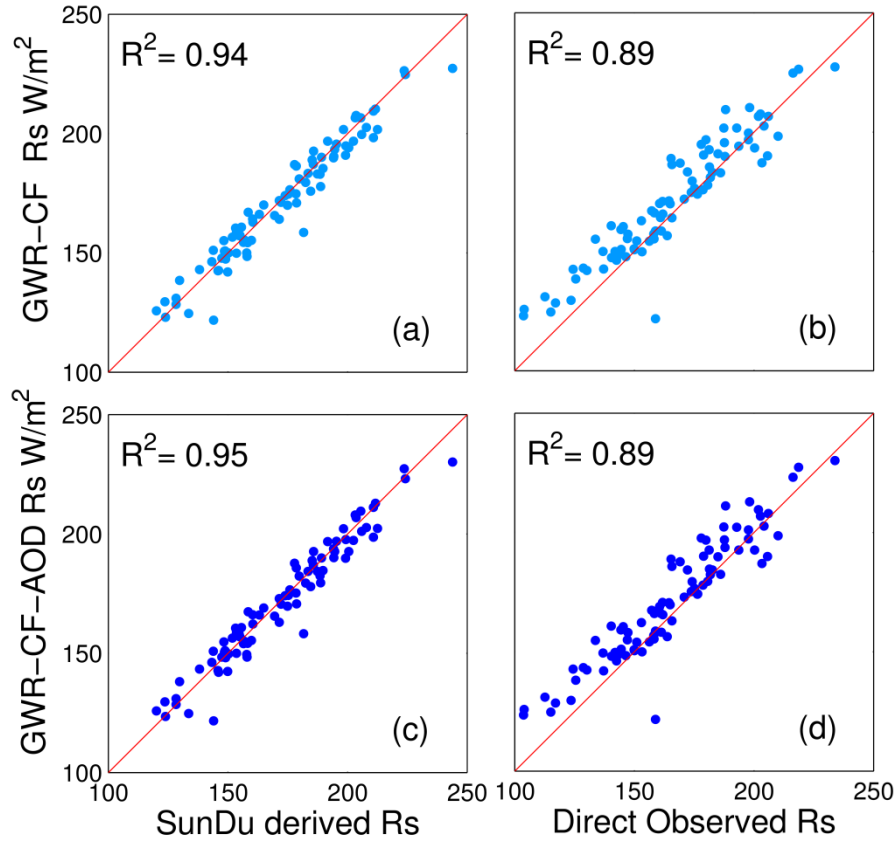 250
200
150
100
GWR-CF Rs W/m²
R²= 0.94
(a)
R²= 0.89
(b)
250
200
150
100
GWR-CF-AOD Rs W/m²
R²= 0.95
(c)
R²= 0.89
(d)
100 150 200 250
100 150 200 250
SunDu derived Rs
Direct Observed Rs